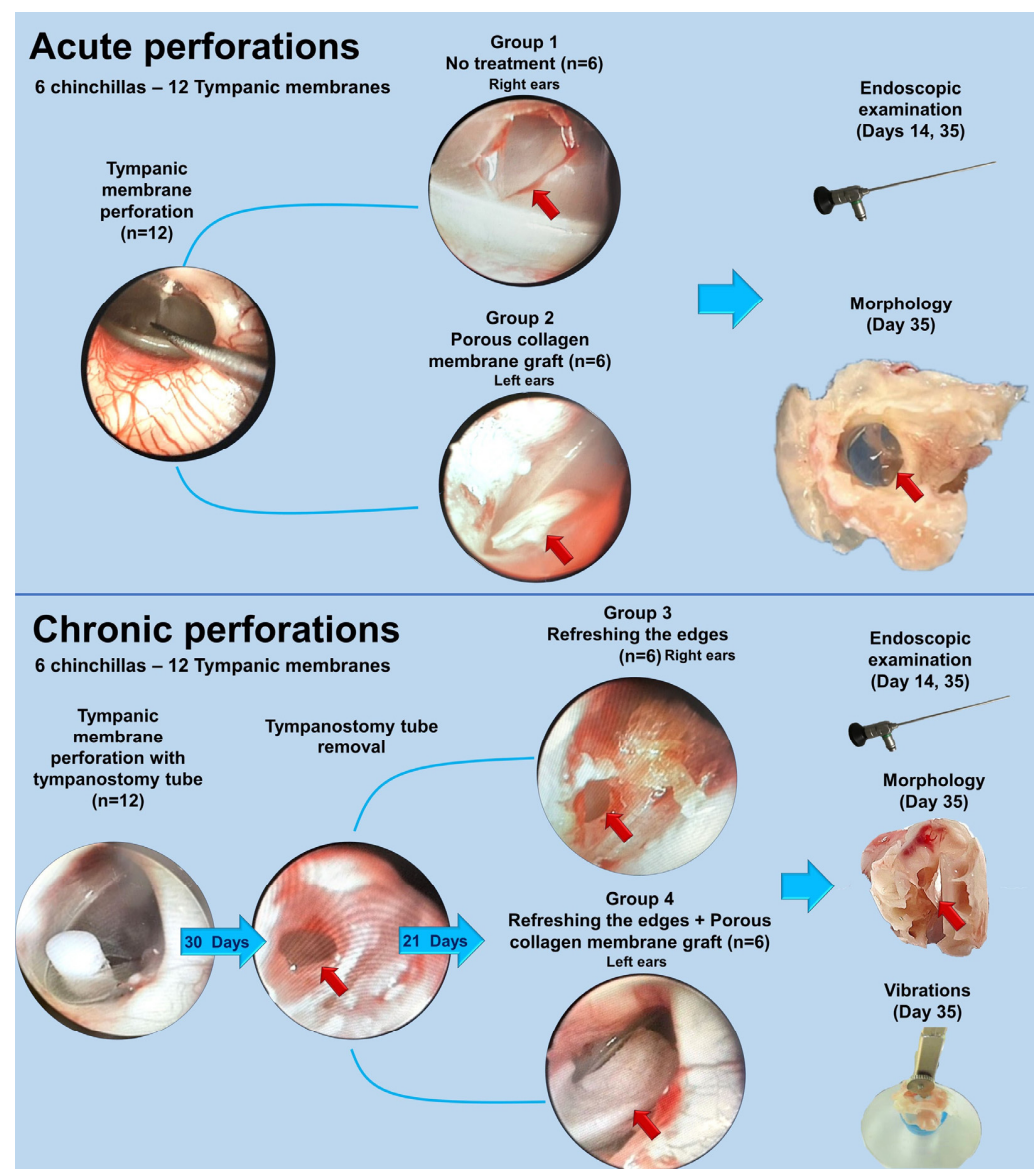 Acute perforations
6 chinchillas – 12 Tympanic membranes
Tympanic
membrane
perforation
(n=12)
Group 1
No treatment (n=6)
Right ears
Group 2
Porous collagen
membrane graft (n=6)
Left ears
Endoscopic
examination
(Days 14, 35)
Morphology
(Day 35)
Chronic perforations
6 chinchillas – 12 Tympanic membranes
Tympanic
membrane
perforation with
tympanostomy tube
(n=12)
30 Days
Tympanostomy tube
removal
21 Days
Group 3
Refreshing the edges
(n=6) Right ears
Group 4
Refreshing the edges + Porous
collagen membrane graft (n=6)
Left ears
Endoscopic
examination
(Day 14, 35)
Morphology
(Day 35)
Vibrations
(Day 35)